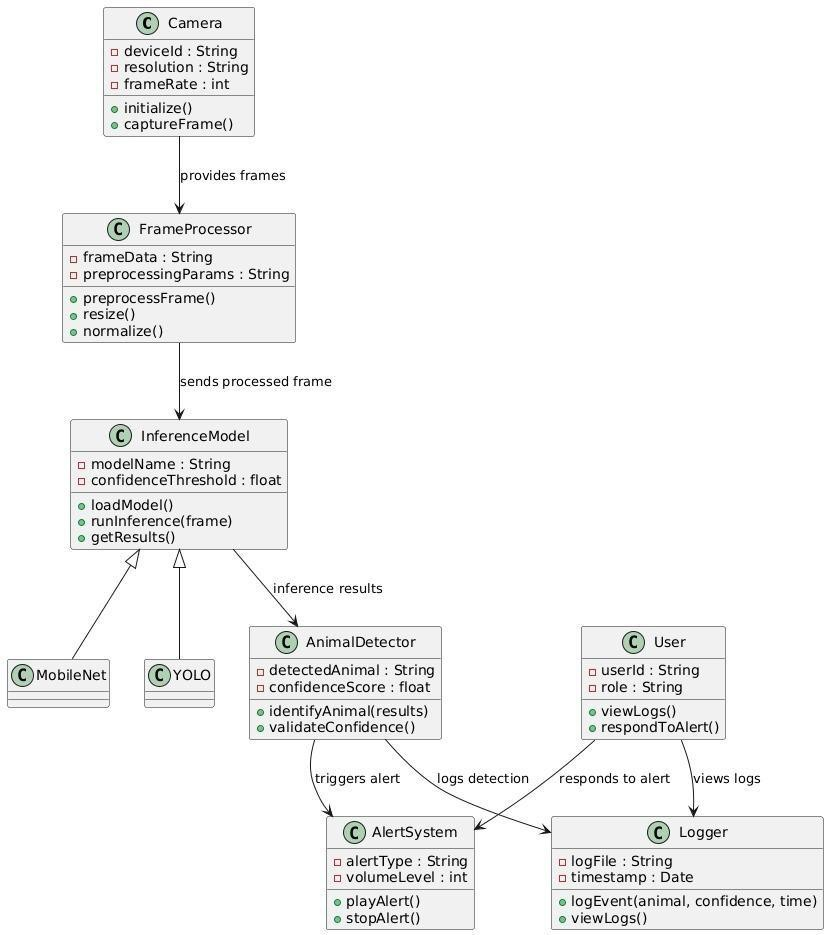 C Camera
deviceId : String
resolution : String
frameRate : int
initialize()
captureFrame()
provides frames
C FrameProcessor
frameData : String
preprocessingParams : String
preprocessFrame()
resize()
normalize()
sends processed frame
C InferenceModel
modelName : String
confidenceThreshold : float
loadModel()
runInference(frame)
getResults()
inference results
C MobileNet
C YOLO
C AnimalDetector
detectedAnimal : String
confidenceScore : float
identifyAnimal(results)
validateConfidence()
C User
userId : String
role : String
viewLogs()
respondToAlert()
triggers alert
logs detection
responds to alert
views logs
C AlertSystem
alertType : String
volumeLevel : int
playAlert()
stopAlert()
C Logger
logFile : String
timestamp : Date
logEvent(animal, confidence, time)
viewLogs()